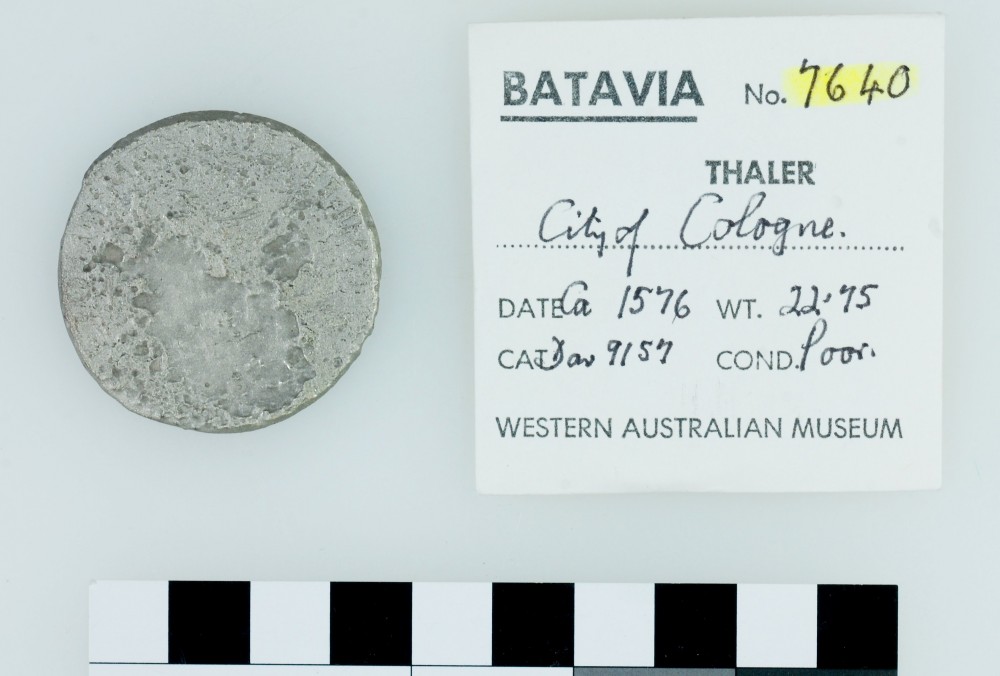 BATAVIA No. 7640
THALER
City of Cologne.
DATE Ca 1576 WT. 22.75
CAT Dav 9157 COND. Poor.
WESTERN AUSTRALIAN MUSEUM